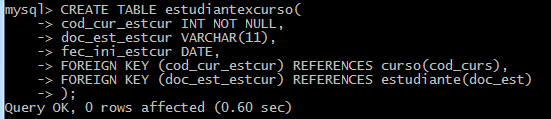 mysql> CREATE TABLE estudiantexcurso(
    -> cod_cur_estcur INT NOT NULL,
    -> doc_est_estcur VARCHAR(11),
    -> fec_ini_estcur DATE,
    -> FOREIGN KEY (cod_cur_estcur) REFERENCES curso(cod_curs),
    -> FOREIGN KEY (doc_est_estcur) REFERENCES estudiante(doc_est)
    -> );
Query OK, 0 rows affected (0.60 sec)